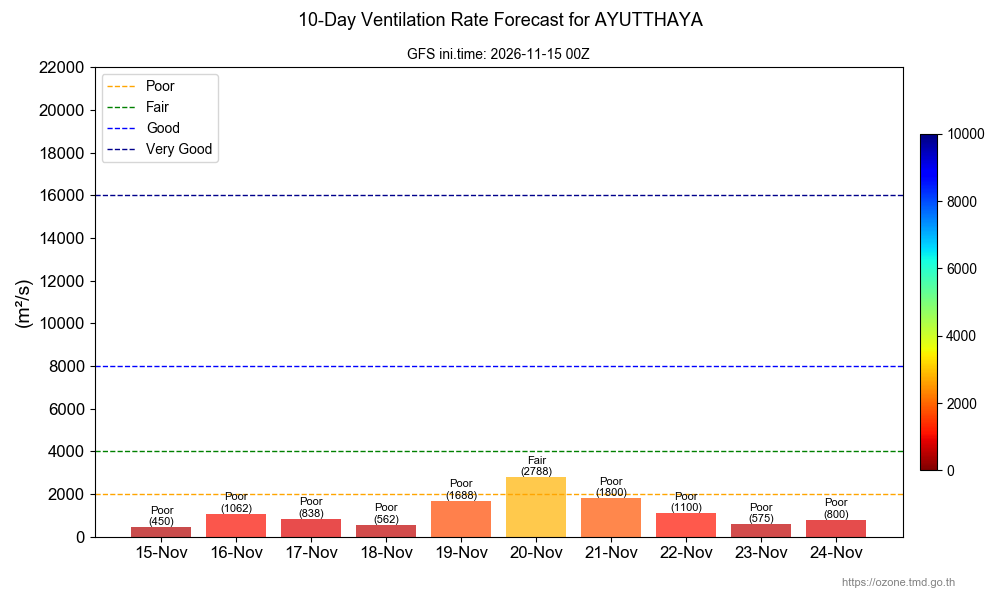 10-Day Ventilation Rate Forecast for AYUTTHAYA
GFS ini.time: 2026-11-15 00Z
22000
20000
18000
16000
14000
12000
10000
8000
6000
4000
2000
0
(m²/s)
Poor
Fair
Good
Very Good
Poor
(450)
Poor
(1062)
Poor
(838)
Poor
(562)
Poor
(1688)
Fair
(2788)
Poor
(1800)
Poor
(1100)
Poor
(575)
Poor
(800)
15-Nov
16-Nov
17-Nov
18-Nov
19-Nov
20-Nov
21-Nov
22-Nov
23-Nov
24-Nov
10000
8000
6000
4000
2000
0
https://ozone.tmd.go.th